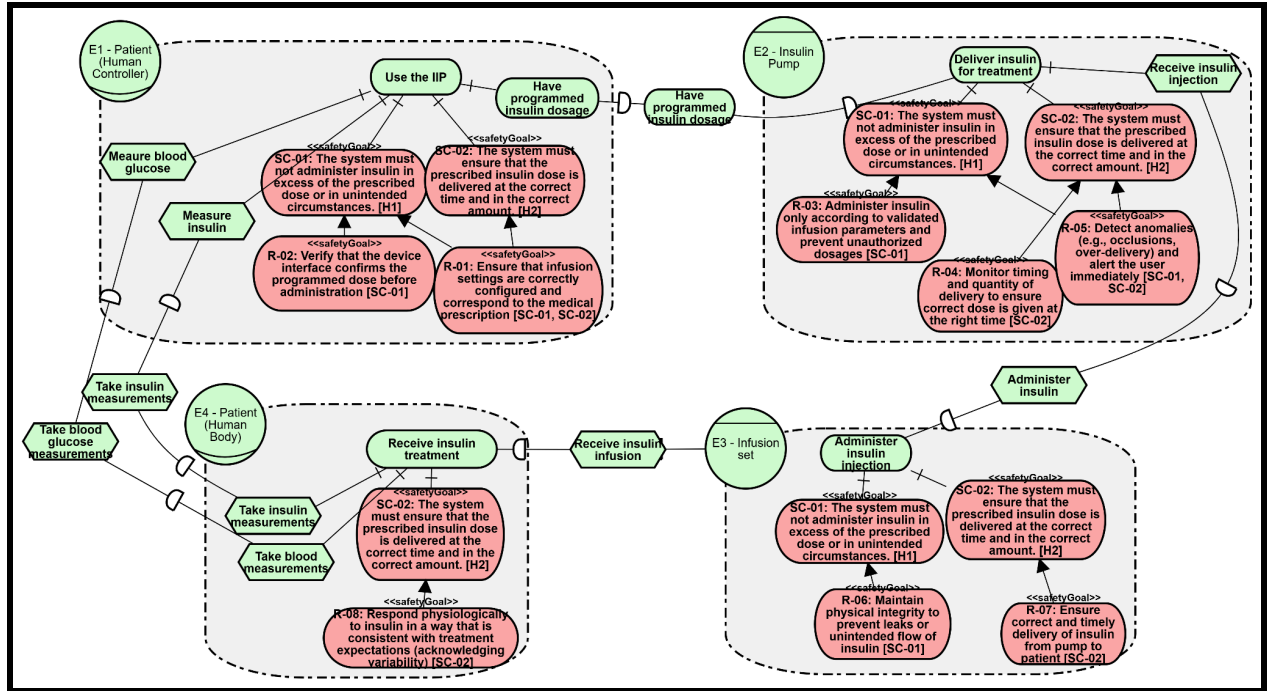 E1 - Patient
(Human
Controller)
Use the IIP
Have
programmed
insulin dosage
Have
programmed
insulin dosage
Meaure blood
glucose
Measure
insulin
<<safetyGoal>>
SC-01: The system must
not administer insulin in
excess of the prescribed
dose or in unintended
circumstances. [H1]
<<safetyGoal>>
SC-02: The system must
ensure that the
prescribed insulin dose is
delivered at the correct
time and in the correct
amount. [H2]
<<safetyGoal>>
R-02: Verify that the device
interface confirms the
programmed dose before
administration [SC-01]
<<safetyGoal>>
R-01: Ensure that infusion
settings are correctly
configured and
correspond to the medical
prescription [SC-01, SC-02]
E2 - Insulin
Pump
Deliver insulin
for treatment
Receive insulin
injection
<<safetyGoal>>
SC-01: The system must
not administer insulin in
excess of the prescribed
dose or in unintended
circumstances. [H1]
<<safetyGoal>>
SC-02: The system must
ensure that the prescribed
insulin dose is delivered at
the correct time and in the
correct amount. [H2]
<<safetyGoal>>
R-03: Administer insulin
only according to validated
infusion parameters and
prevent unauthorized
dosages [SC-01]
<<safetyGoal>>
R-04: Monitor timing
and quantity of
delivery to ensure
correct dose is given at
the right time [SC-02]
<<safetyGoal>>
R-05: Detect anomalies
(e.g., occlusions,
over-delivery) and
alert the user
immediately [SC-01,
SC-02]
Take insulin
measurements
Take blood
glucose
measurements
E4 - Patient
(Human
Body)
Receive insulin
treatment
Receive insulin
infusion
Take insulin
measurements
Take blood
measurements
<<safetyGoal>>
SC-02: The system
must ensure that the
prescribed insulin dose
is delivered at the
correct time and in the
correct amount. [H2]
<<safetyGoal>>
R-08: Respond physiologically
to insulin in a way that is
consistent with treatment
expectations (acknowledging
variability) [SC-02]
E3 - Infusion
set
Administer
insulin
Administer
insulin
injection
<<safetyGoal>>
SC-01: The system must
not administer insulin in
excess of the prescribed
dose or in unintended
circumstances. [H1]
<<safetyGoal>>
SC-02: The system must
ensure that the
prescribed insulin dose is
delivered at the correct
time and in the correct
amount. [H2]
<<safetyGoal>>
R-06: Maintain
physical integrity to
prevent leaks or
unintended flow of
insulin [SC-01]
<<safetyGoal>>
R-07: Ensure
correct and timely
delivery of insulin
from pump to
patient [SC-02]